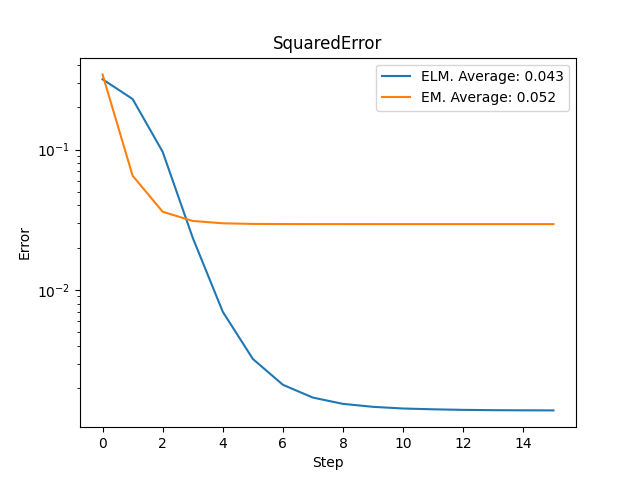 SquaredError
ELM. Average: 0.043
EM. Average: 0.052
Error
10⁻¹
10⁻²
0 2 4 6 8 10 12 14
Step